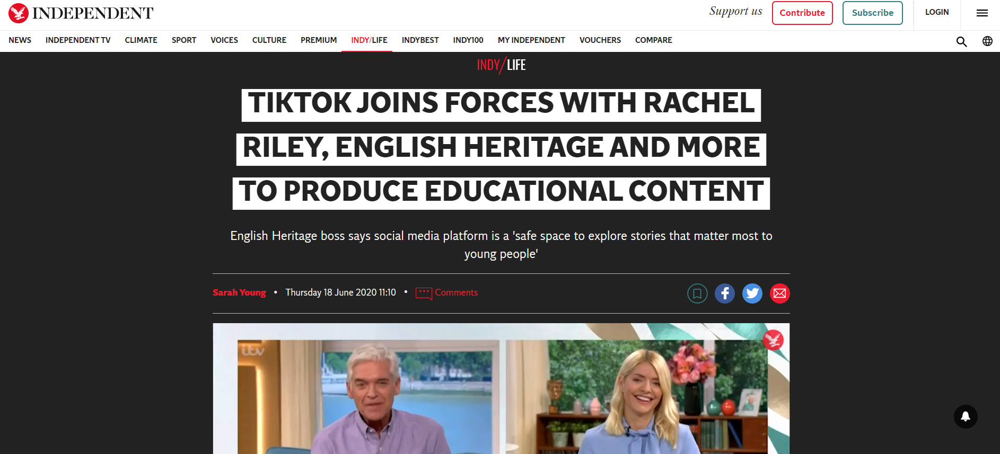 INDEPENDENT
Support us
Contribute
Subscribe
LOGIN
NEWS INDEPENDENT TV CLIMATE SPORT VOICES CULTURE PREMIUM INDY/LIFE INDYBEST INDY100 MY INDEPENDENT VOUCHERS COMPARE
INDY/LIFE
TIKTOK JOINS FORCES WITH RACHEL
RILEY, ENGLISH HERITAGE AND MORE
TO PRODUCE EDUCATIONAL CONTENT
English Heritage boss says social media platform is a 'safe space to explore stories that matter most to
young people'
Sarah Young • Thursday 18 June 2020 11:10 • Comments
itv